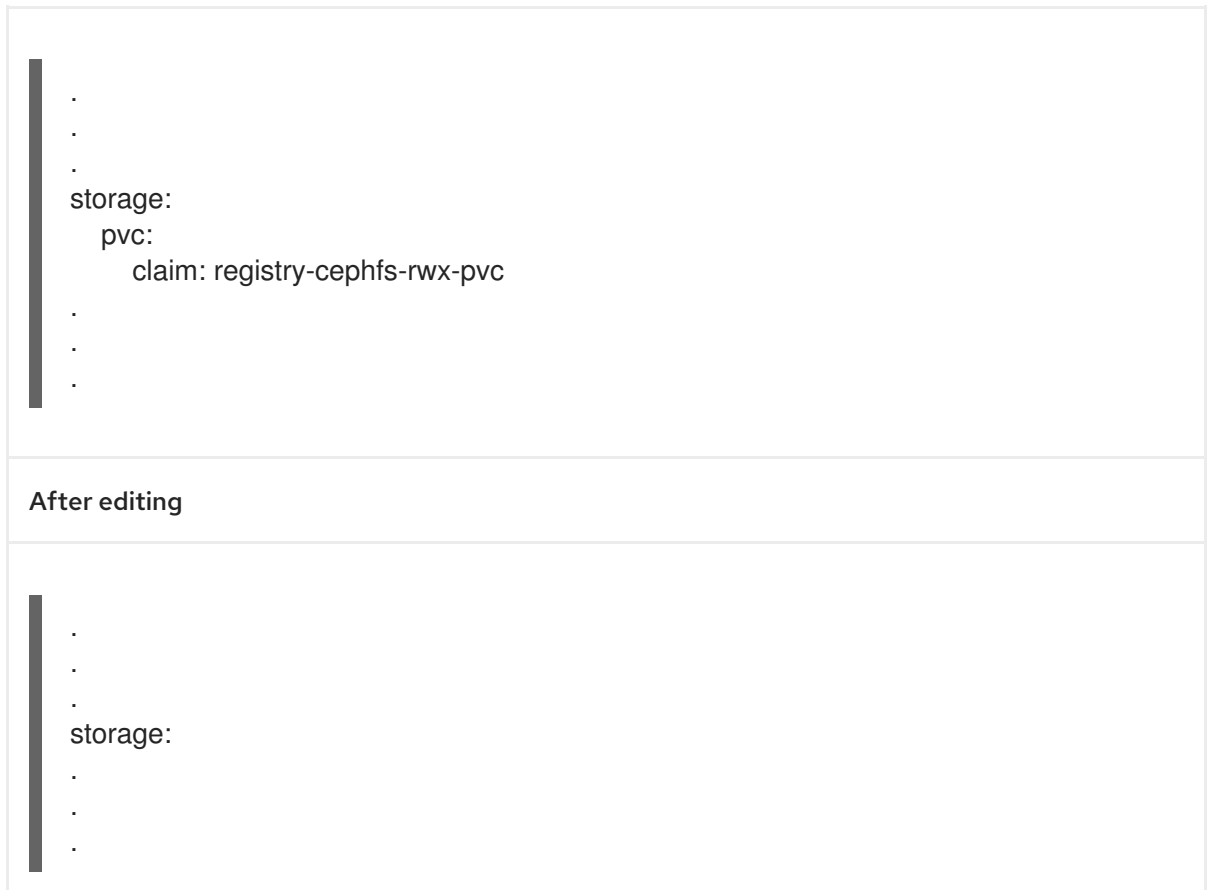 .
.
.
storage:
pvc:
claim: registry-cephfs-rwx-pvc
.
.
.
After editing
.
.
.
storage:
.
.
.